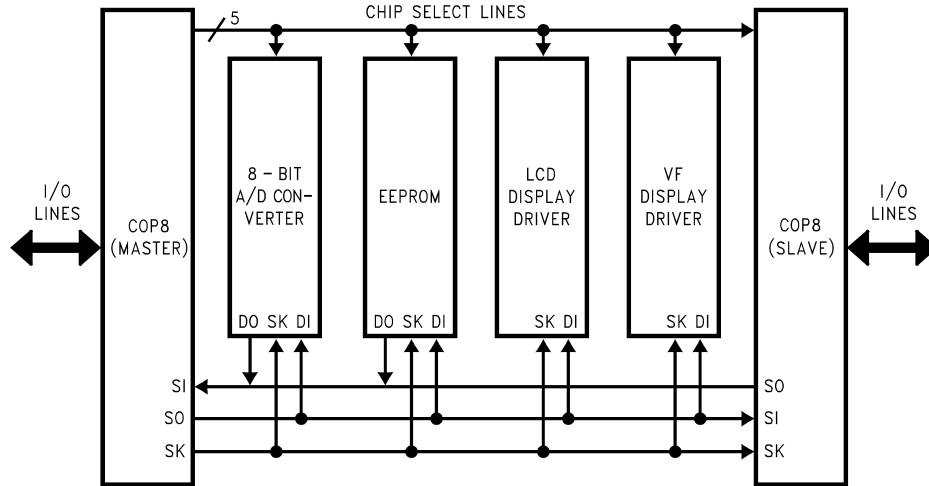 5
CHIP SELECT LINES
I/O
LINES
COP8
(MASTER)
8 – BIT
A/D CON-
VERTER
EEPROM
LCD
DISPLAY
DRIVER
VF
DISPLAY
DRIVER
COP8
(SLAVE)
I/O
LINES
DO SK DI
DO SK DI
SK DI
SK DI
SI
SO
SO
SI
SK
SK